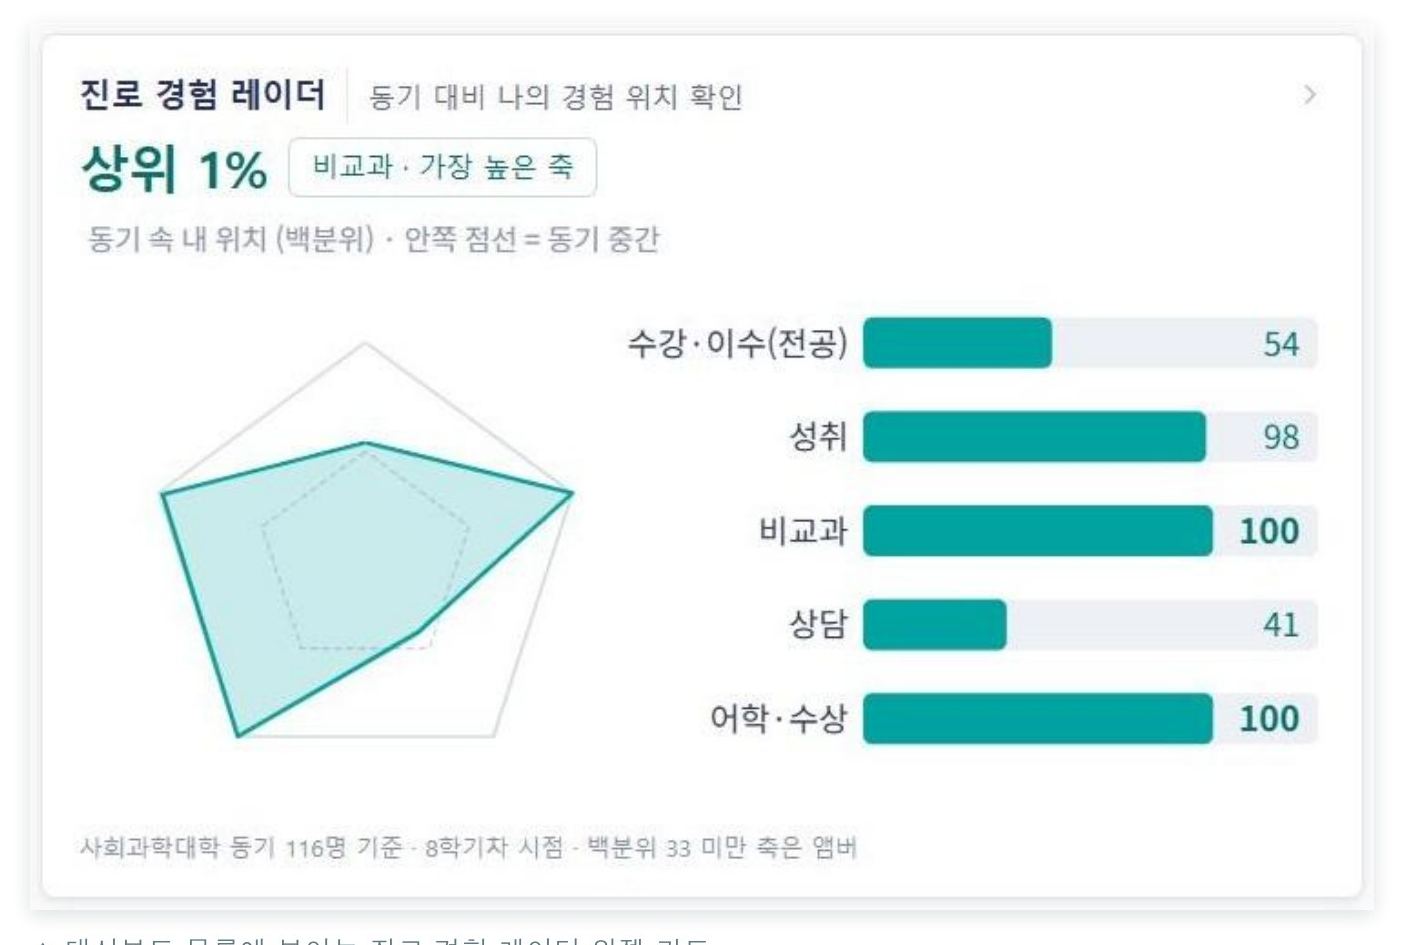 진로 경험 레이더 동기 대비 나의 경험 위치 확인
상위 1% 비교과 · 가장 높은 축
동기 속 내 위치 (백분위) · 안쪽 점선 = 동기 중간
수강·이수(전공) 54
성취 98
비교과 100
상담 41
어학·수상 100
사회과학대학 동기 116명 기준 · 8학기차 시점 · 백분위 33 미만 축은 앰버